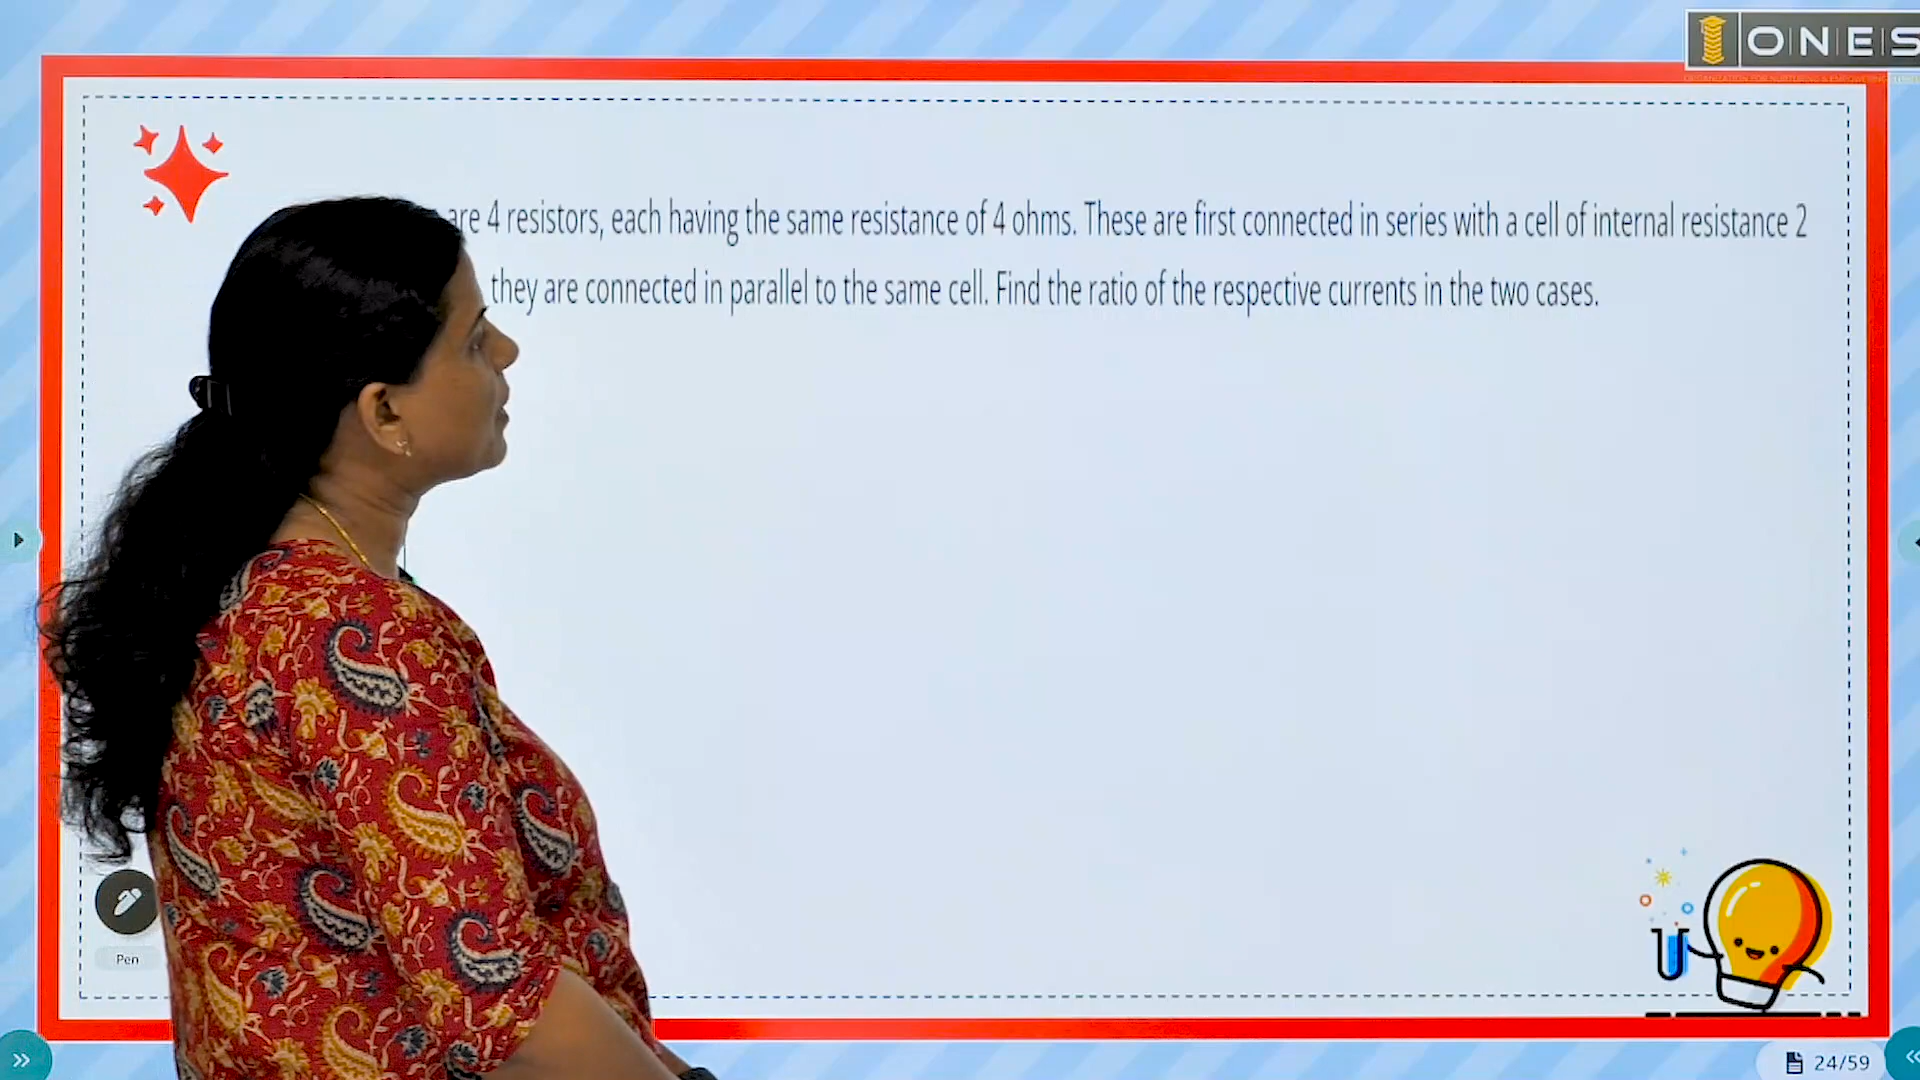 ONES
are 4 resistors, each having the same resistance of 4 ohms. These are first connected in series with a cell of internal resistance 2
they are connected in parallel to the same cell. Find the ratio of the respective currents in the two cases.
Pen
24/59